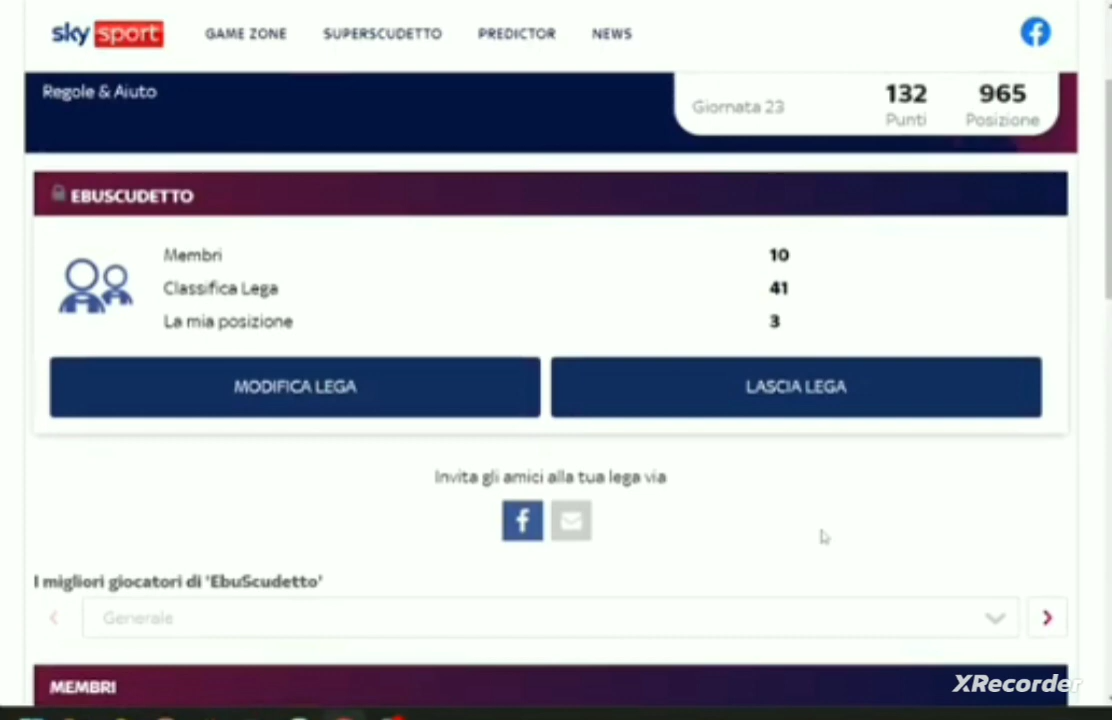 sky sport GAME ZONE SUPERSCUDETTO PREDICTOR NEWS
Regole & Aiuto
Giornata 23
132 965
Punti Posizione
EBUSCUDETTO
Membri 10
Classifica Lega 41
La mia posizione 3
MODIFICA LEGA LASCIA LEGA
Invita gli amici alla tua lega via
I migliori giocatori di 'EbuScudetto'
Generale
MEMBRI
XRecorder